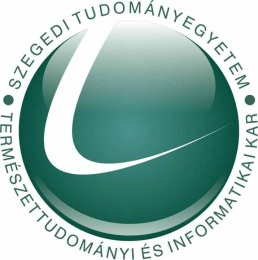 SZEGEDI TUDOMÁNYEGYETEM
TERMÉSZETTUDOMÁNYI ÉS INFORMATIKAI KAR